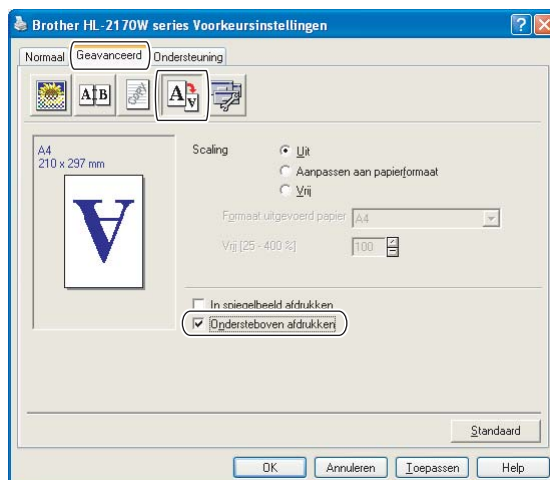 Brother HL-2170W series Voorkeursinstellingen
Normaal Geavanceerd Ondersteuning
A B
A A
A4
210 x 297 mm
A
Scaling
Uit
Aanpassen aan papierformaat
Vrij
Formaat uitgevoerd papier A4
Vrij [25 - 400 %] 100
In spiegelbeeld afdrukken
Ondersteboven afdrukken
Standaard
OK Annuleren Toepassen Help